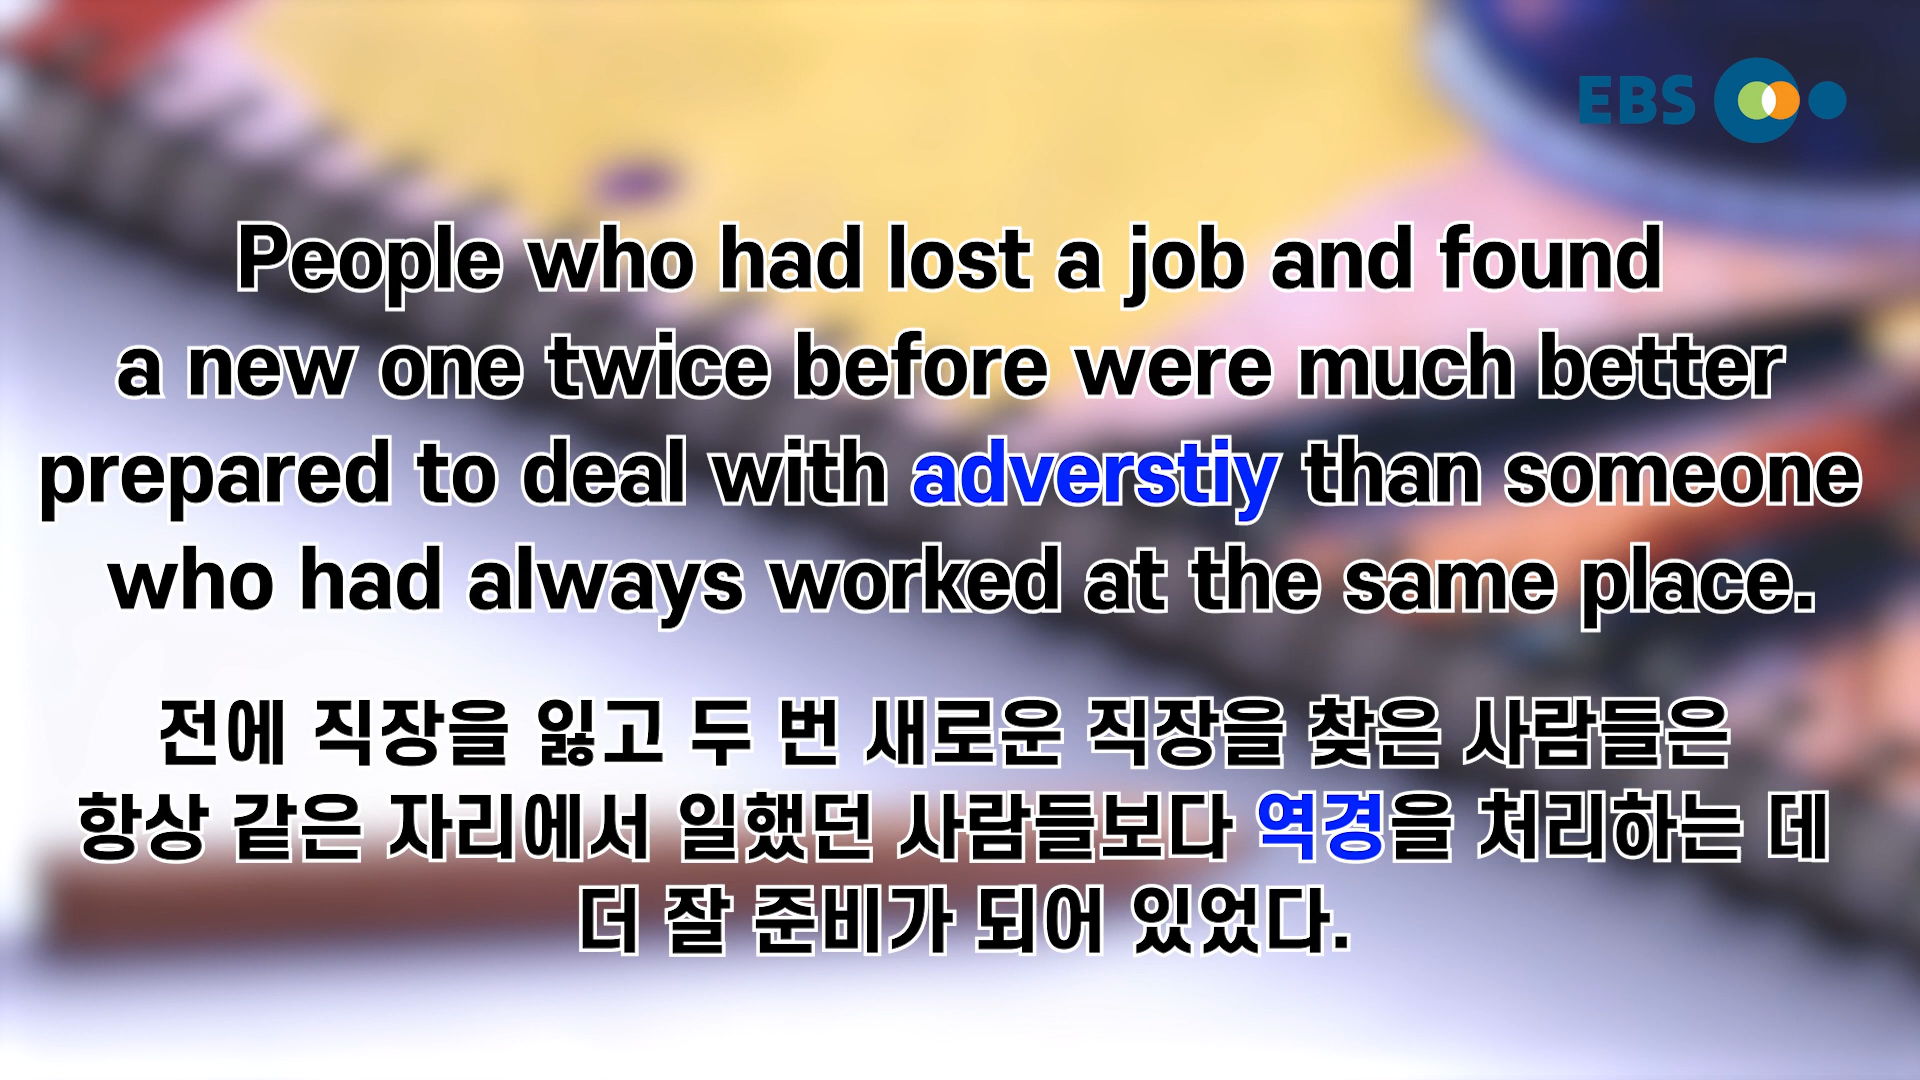 EBS
People who had lost a job and found
a new one twice before were much better
prepared to deal with adverstiy than someone
who had always worked at the same place.
전에 직장을 잃고 두 번 새로운 직장을 찾은 사람들은
항상 같은 자리에서 일했던 사람들보다 역경을 처리하는 데
더 잘 준비가 되어 있었다.